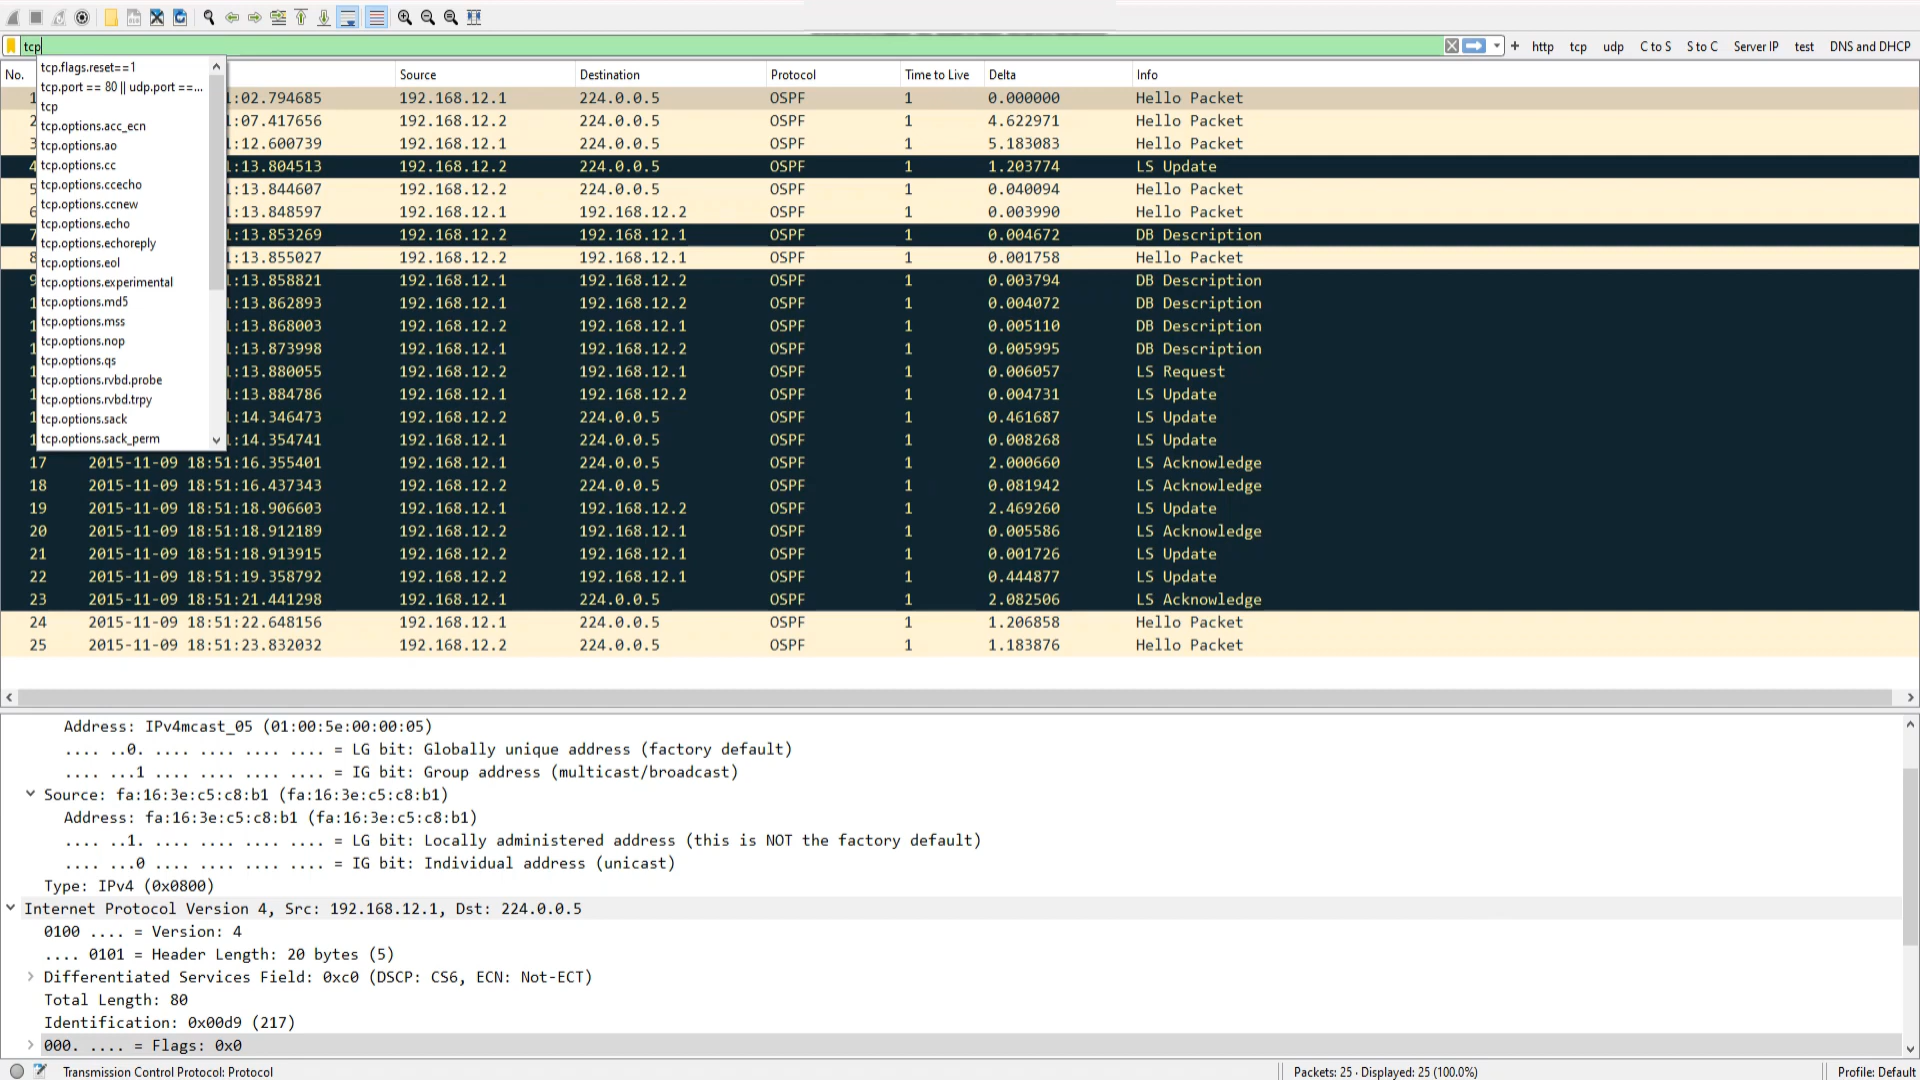 tcp
http tcp udp C to S S to C Server IP test DNS and DHCP
tcp.flags.reset==1
tcp.port == 80 || udp.port ==...
tcp
tcp.options.acc_ecn
tcp.options.ao
tcp.options.cc
tcp.options.ccecho
tcp.options.ccnew
tcp.options.echo
tcp.options.echoreply
tcp.options.eol
tcp.options.experimental
tcp.options.md5
tcp.options.mss
tcp.options.nop
tcp.options.qs
tcp.options.rvbd.probe
tcp.options.rvbd.trpy
tcp.options.sack
tcp.options.sack_perm
No. Source Destination Protocol Time to Live Delta Info
1:02.794685 192.168.12.1 224.0.0.5 OSPF 1 0.000000 Hello Packet
1:07.417656 192.168.12.2 224.0.0.5 OSPF 1 4.622971 Hello Packet
1:12.600739 192.168.12.1 224.0.0.5 OSPF 1 5.183083 Hello Packet
1:13.804513 192.168.12.2 224.0.0.5 OSPF 1 1.203774 LS Update
1:13.844607 192.168.12.2 224.0.0.5 OSPF 1 0.040094 Hello Packet
1:13.848597 192.168.12.1 192.168.12.2 OSPF 1 0.003990 Hello Packet
1:13.853269 192.168.12.2 192.168.12.1 OSPF 1 0.004672 DB Description
1:13.855027 192.168.12.2 192.168.12.1 OSPF 1 0.001758 Hello Packet
1:13.858821 192.168.12.1 192.168.12.2 OSPF 1 0.003794 DB Description
1:13.862893 192.168.12.1 192.168.12.2 OSPF 1 0.004072 DB Description
1:13.868003 192.168.12.2 192.168.12.1 OSPF 1 0.005110 DB Description
1:13.873998 192.168.12.1 192.168.12.2 OSPF 1 0.005995 DB Description
1:13.880055 192.168.12.2 192.168.12.1 OSPF 1 0.006057 LS Request
1:13.884786 192.168.12.1 192.168.12.2 OSPF 1 0.004731 LS Update
1:14.346473 192.168.12.2 224.0.0.5 OSPF 1 0.461687 LS Update
1:14.354741 192.168.12.1 224.0.0.5 OSPF 1 0.008268 LS Update
17 2015-11-09 18:51:16.355401 192.168.12.1 224.0.0.5 OSPF 1 2.000660 LS Acknowledge
18 2015-11-09 18:51:16.437343 192.168.12.2 224.0.0.5 OSPF 1 0.081942 LS Acknowledge
19 2015-11-09 18:51:18.906603 192.168.12.1 192.168.12.2 OSPF 1 2.469260 LS Update
20 2015-11-09 18:51:18.912189 192.168.12.2 192.168.12.1 OSPF 1 0.005586 LS Acknowledge
21 2015-11-09 18:51:18.913915 192.168.12.2 192.168.12.1 OSPF 1 0.001726 LS Update
22 2015-11-09 18:51:19.358792 192.168.12.2 192.168.12.1 OSPF 1 0.444877 LS Update
23 2015-11-09 18:51:21.441298 192.168.12.1 224.0.0.5 OSPF 1 2.082506 LS Acknowledge
24 2015-11-09 18:51:22.648156 192.168.12.1 224.0.0.5 OSPF 1 1.206858 Hello Packet
25 2015-11-09 18:51:23.832032 192.168.12.2 224.0.0.5 OSPF 1 1.183876 Hello Packet
Address: IPv4mcast_05 (01:00:5e:00:00:05)
.... ..0. .... .... .... .... = LG bit: Globally unique address (factory default)
.... ...1 .... .... .... .... = IG bit: Group address (multicast/broadcast)
Source: fa:16:3e:c5:c8:b1 (fa:16:3e:c5:c8:b1)
Address: fa:16:3e:c5:c8:b1 (fa:16:3e:c5:c8:b1)
.... ..1. .... .... .... .... = LG bit: Locally administered address (this is NOT the factory default)
.... ...0 .... .... .... .... = IG bit: Individual address (unicast)
Type: IPv4 (0x0800)
Internet Protocol Version 4, Src: 192.168.12.1, Dst: 224.0.0.5
0100 .... = Version: 4
.... 0101 = Header Length: 20 bytes (5)
Differentiated Services Field: 0xc0 (DSCP: CS6, ECN: Not-ECT)
Total Length: 80
Identification: 0x00d9 (217)
000. .... = Flags: 0x0
Transmission Control Protocol: Protocol
Packets: 25 · Displayed: 25 (100.0%)
Profile: Default